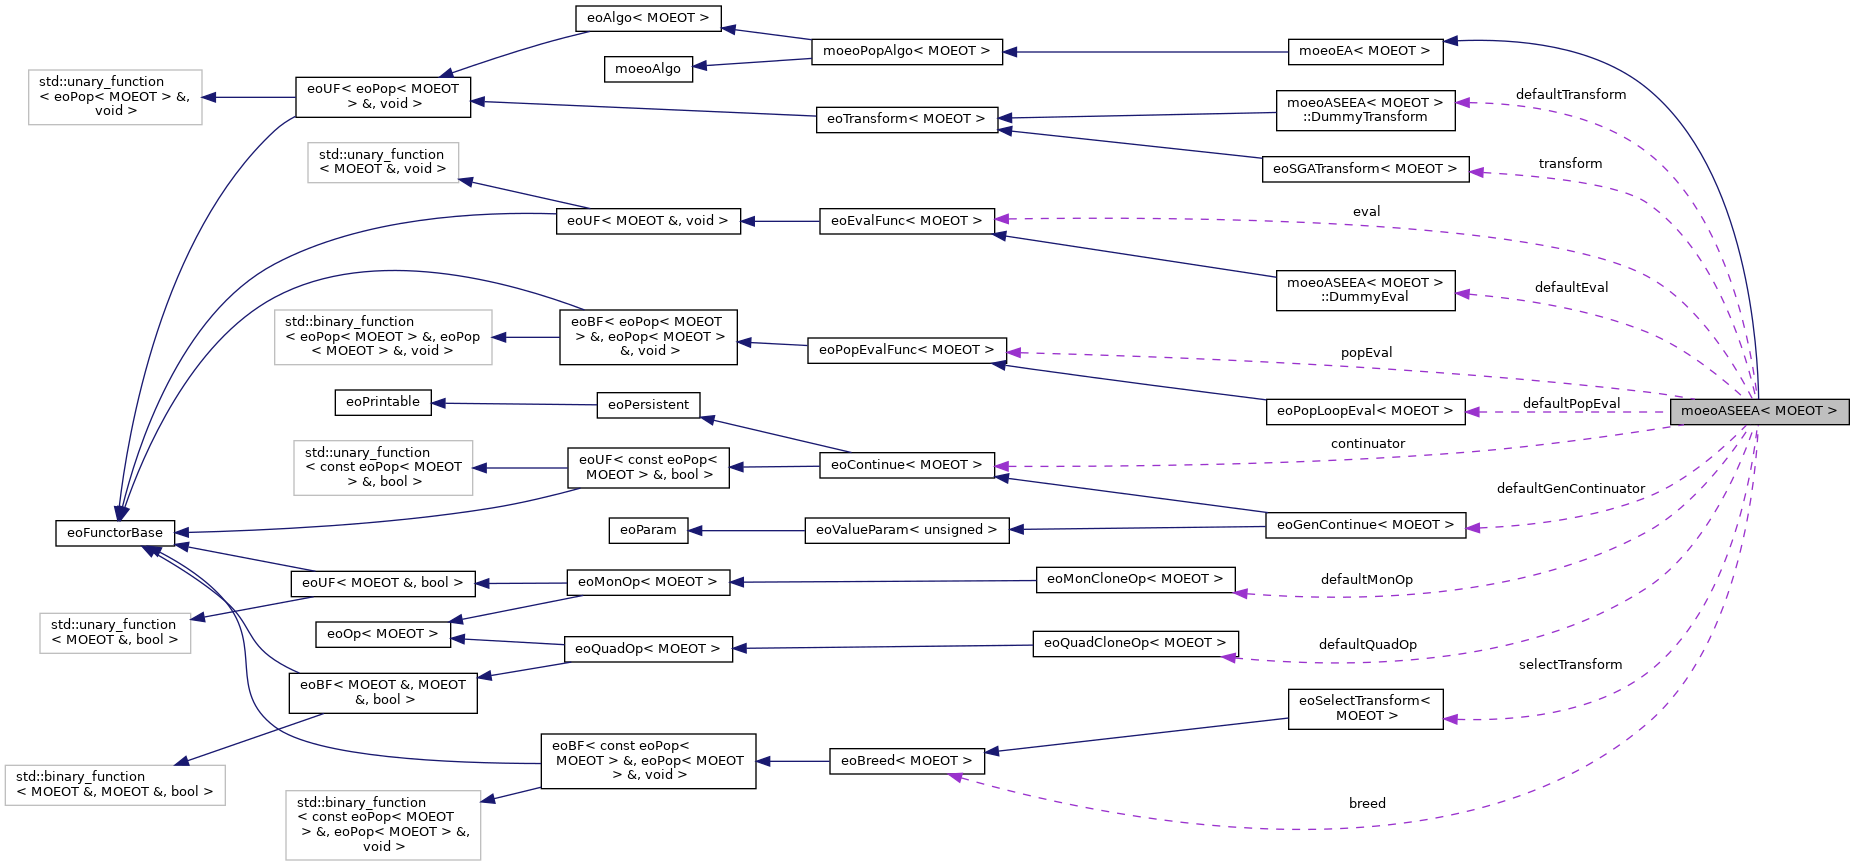 eoAlgo< MOEOT >
moeoPopAlgo< MOEOT >
moeoEA< MOEOT >
moeoAlgo
std::unary_function
< eoPop< MOEOT > &,
void >
eoUF< eoPop< MOEOT
> &, void >
eoTransform< MOEOT >
moeoASEEA< MOEOT >
::DummyTransform
defaultTransform
std::unary_function
< MOEOT &, void >
eoSGATransform< MOEOT >
transform
eoUF< MOEOT &, void >
eoEvalFunc< MOEOT >
eval
moeoASEEA< MOEOT >
::DummyEval
defaultEval
std::binary_function
< eoPop< MOEOT > &, eoPop
< MOEOT > &, void >
eoBF< eoPop< MOEOT
> &, eoPop< MOEOT >
&, void >
eoPopEvalFunc< MOEOT >
popEval
eoPrintable
eoPersistent
eoPopLoopEval< MOEOT >
defaultPopEval
moeoASEEA< MOEOT >
std::unary_function
< const eoPop< MOEOT
> &, bool >
eoUF< const eoPop<
MOEOT > &, bool >
eoContinue< MOEOT >
continuator
defaultGenContinuator
eoFunctorBase
eoParam
eoValueParam< unsigned >
eoGenContinue< MOEOT >
eoUF< MOEOT &, bool >
eoMonOp< MOEOT >
eoMonCloneOp< MOEOT >
defaultMonOp
std::unary_function
< MOEOT &, bool >
eoOp< MOEOT >
eoQuadOp< MOEOT >
eoQuadCloneOp< MOEOT >
defaultQuadOp
selectTransform
eoBF< MOEOT &, MOEOT
&, bool >
eoSelectTransform<
MOEOT >
std::binary_function
< MOEOT &, MOEOT &, bool >
eoBF< const eoPop<
MOEOT > &, eoPop< MOEOT
> &, void >
eoBreed< MOEOT >
breed
std::binary_function
< const eoPop< MOEOT
> &, eoPop< MOEOT > &,
void >